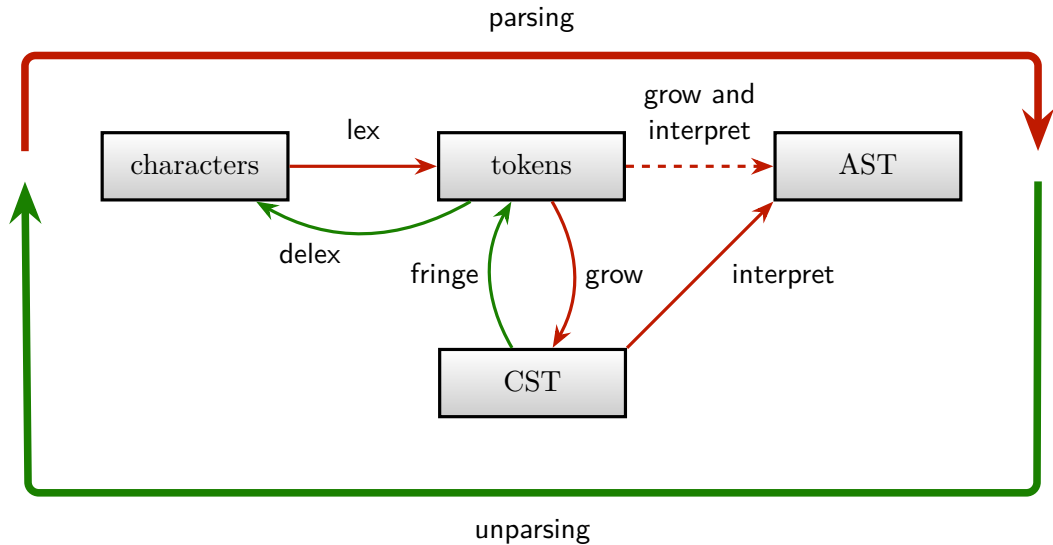 parsing
grow and
interpret
lex
characters
tokens
AST
delex
fringe
grow
interpret
CST
unparsing